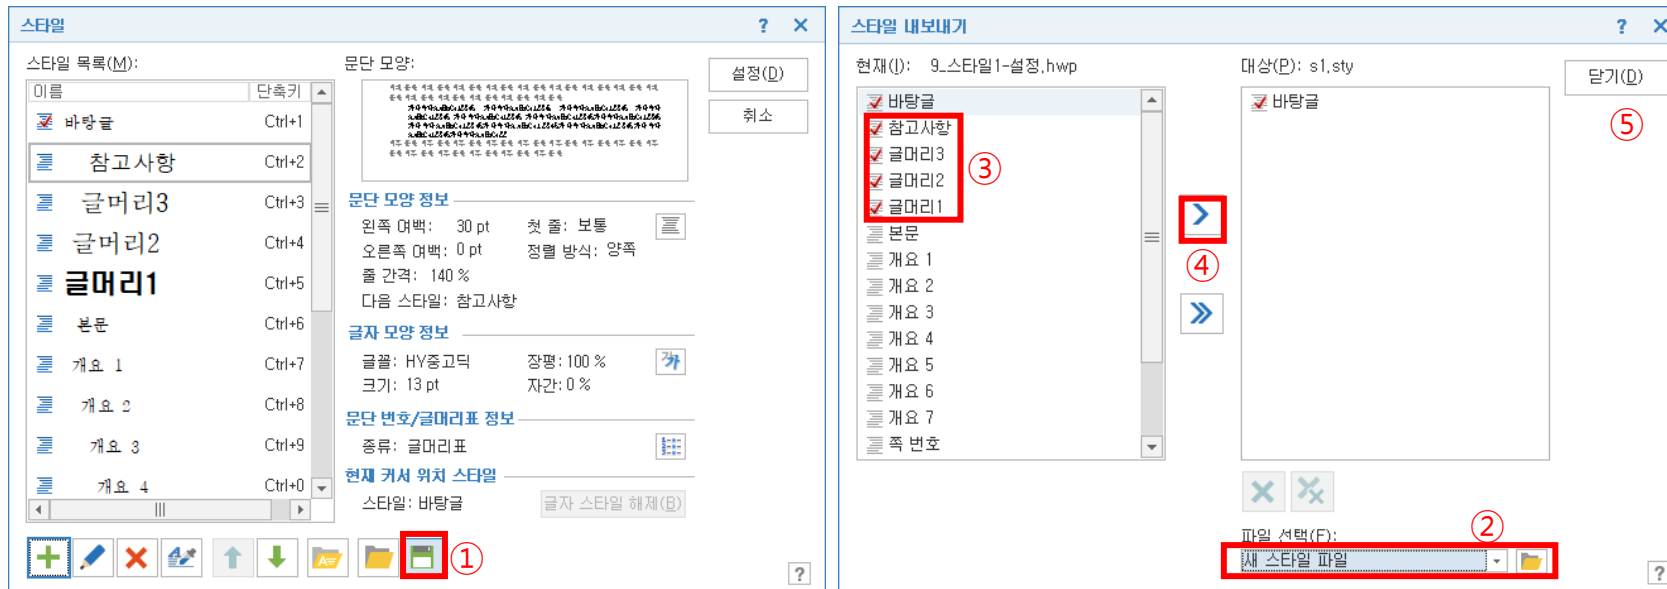 스타일
스타일 목록(M):
이름 단축키
바탕글 Ctrl+1
참고사항 Ctrl+2
글머리3 Ctrl+3
글머리2 Ctrl+4
글머리1 Ctrl+5
본문 Ctrl+6
개요 1 Ctrl+7
개요 2 Ctrl+8
개요 3 Ctrl+9
개요 4 Ctrl+0
①
문단 모양:
문단 모양 정보
왼쪽 여백: 30 pt 첫 줄: 보통
오른쪽 여백: 0 pt 정렬 방식: 양쪽
줄 간격: 140 %
다음 스타일: 참고사항
글자 모양 정보
글꼴: HY중고딕 장평: 100 %
크기: 13 pt 자간: 0 %
문단 번호/글머리표 정보
종류: 글머리표
현재 커서 위치 스타일
스타일: 바탕글 글자 스타일 해제(B)
설정(D)
취소
스타일 내보내기
현재(I): 9_스타일1-설정.hwp
바탕글
참고사항
글머리3
글머리2
글머리1
③
본문
개요 1
개요 2
개요 3
개요 4
개요 5
개요 6
개요 7
쪽 번호
④
대상(P): s1.sty
바탕글
파일 선택(F):
②
새 스타일 파일
닫기(D)
⑤